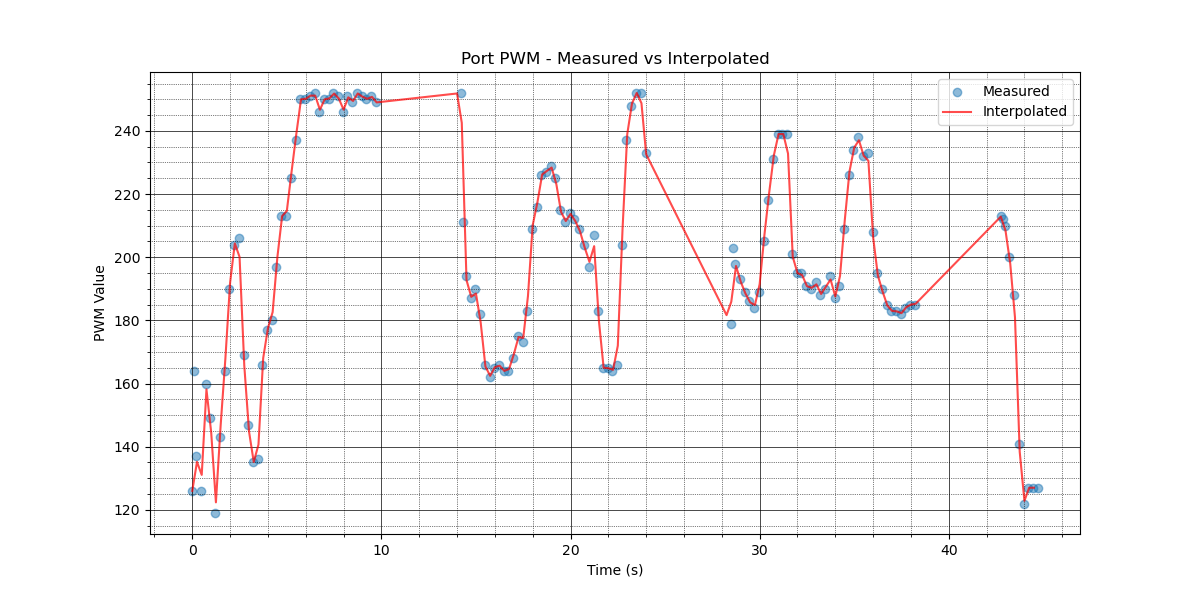 Port PWM - Measured vs Interpolated
Measured
Interpolated
PWM Value
240
220
200
180
160
140
120
0
10
20
30
40
Time (s)